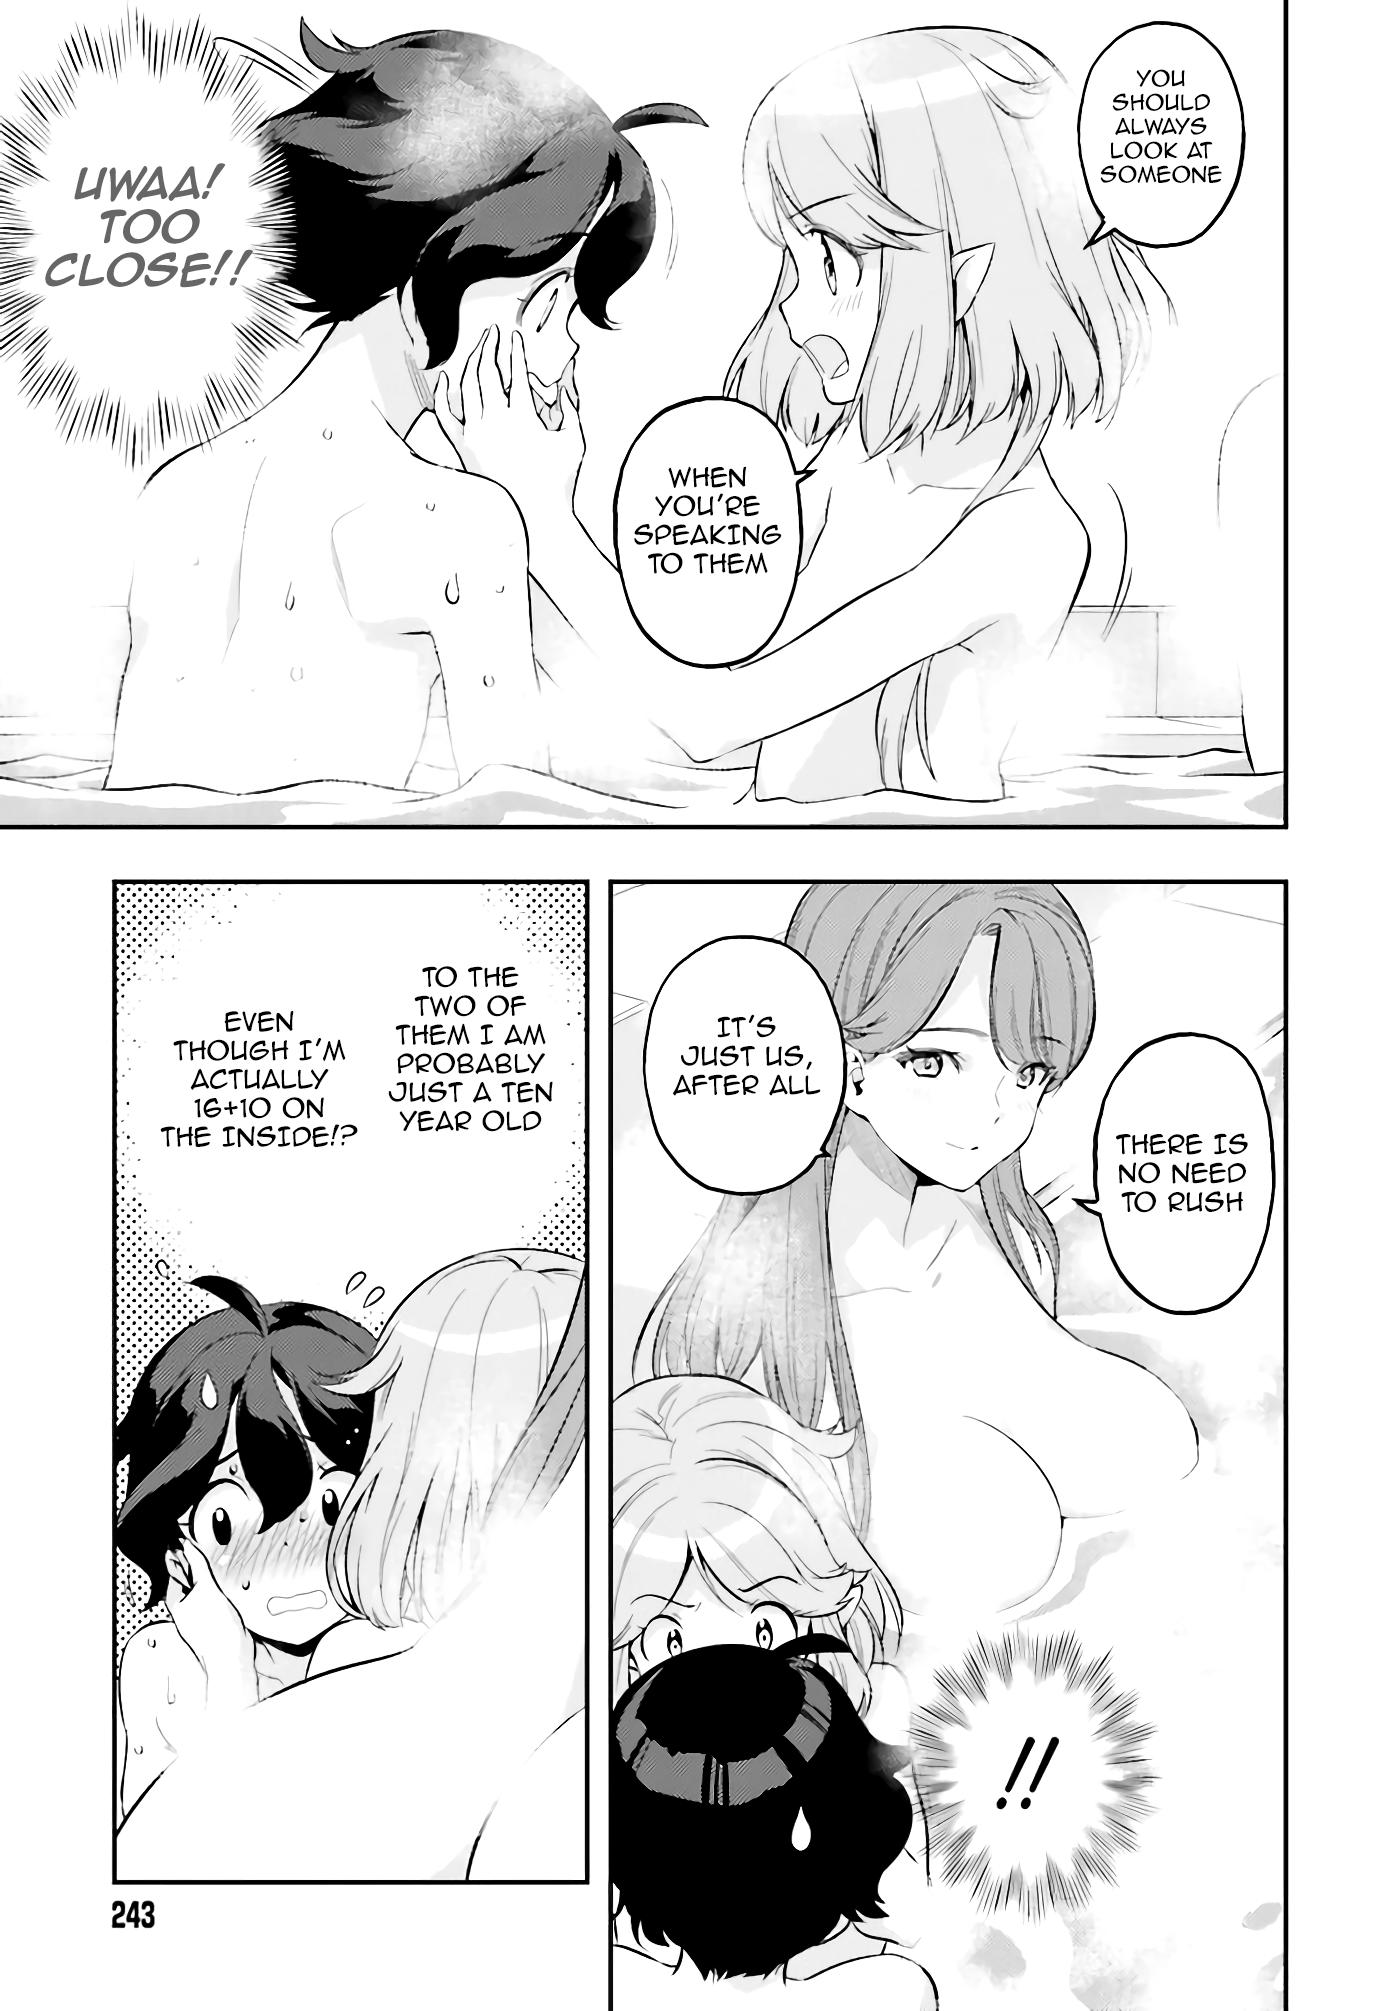 YOU
SHOULD
ALWAYS
LOOK AT
SOMEONE
WHEN
YOU'RE
SPEAKING
TO THEM
UWAA!
TOO
CLOSE!!
THERE IS
NO NEED
TO RUSH
IT'S
JUST US,
AFTER ALL
!!
TO THE
TWO OF
THEM I AM
PROBABLY
JUST A TEN
YEAR OLD
EVEN
THOUGH I'M
ACTUALLY
16+10 ON
THE INSIDE!?
243